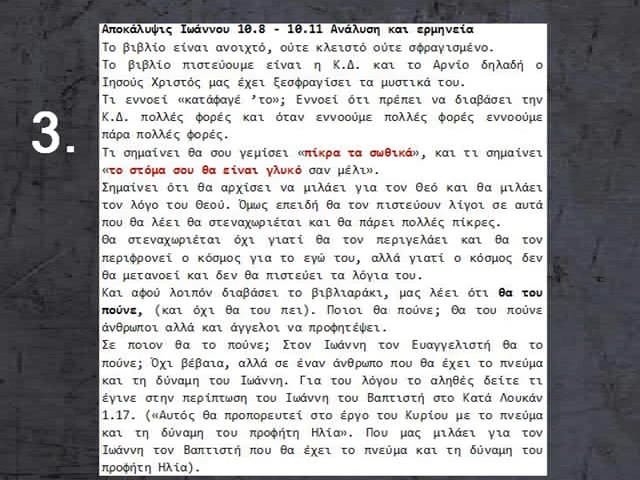 3.
Αποκάλυψις Ιωάννου 10.8 - 10.11 Ανάλυση και ερμηνεία
Το βιβλίο είναι ανοιχτό, ούτε κλειστό ούτε σφραγισμένο.
Το βιβλίο πιστεύουμε είναι η Κ.Δ. και το Αρνίο δηλαδή ο
Ιησούς Χριστός μας έχει ξεσφραγίσει τα μυστικά του.
Τι εννοεί «κατάφαγέ ’το»; Εννοεί ότι πρέπει να διαβάσει την
Κ.Δ. πολλές φορές και όταν εννοούμε πολλές φορές εννοούμε
πάρα πολλές φορές.
Τι σημαίνει θα σου γεμίσει «πίκρα τα σωθικά», και τι σημαίνει
«το στόμα σου θα είναι γλυκό σαν μέλι».
Σημαίνει ότι θα αρχίσει να μιλάει για τον Θεό και θα μιλάει
τον λόγο του Θεού. Όμως επειδή θα τον πιστεύουν λίγοι σε αυτά
που θα λέει θα στεναχωριέται και θα πάρει πολλές πίκρες.
Θα στεναχωριέται όχι γιατί θα τον περιγελάει και θα τον
περιφρονεί ο κόσμος για το εγώ του, αλλά γιατί ο κόσμος δεν
θα μετανοεί και δεν θα πιστεύει τα λόγια του.
Και αφού λοιπόν διαβάσει το βιβλιαράκι, μας λέει ότι θα του
πούνε, (και όχι θα του πει). Ποιοι θα πούνε; Θα του πούνε
άνθρωποι αλλά και άγγελοι να προφητέψει.
Σε ποιον θα το πούνε; Στον Ιωάννη τον Ευαγγελιστή θα το
πούνε; Όχι βέβαια, αλλά σε έναν άνθρωπο που θα έχει το πνεύμα
και τη δύναμη του Ιωάννη. Για του λόγου το αληθές δείτε τι
έγινε στην περίπτωση του Ιωάννη του Βαπτιστή στο Κατά Λουκάν
1.17. («Αυτός θα προπορευτεί στο έργο του Κυρίου με το πνεύμα
και τη δύναμη του προφήτη Ηλία». Που μας μιλάει για τον
Ιωάννη τον Βαπτιστή που θα έχει το πνεύμα και τη δύναμη του
προφήτη Ηλία).